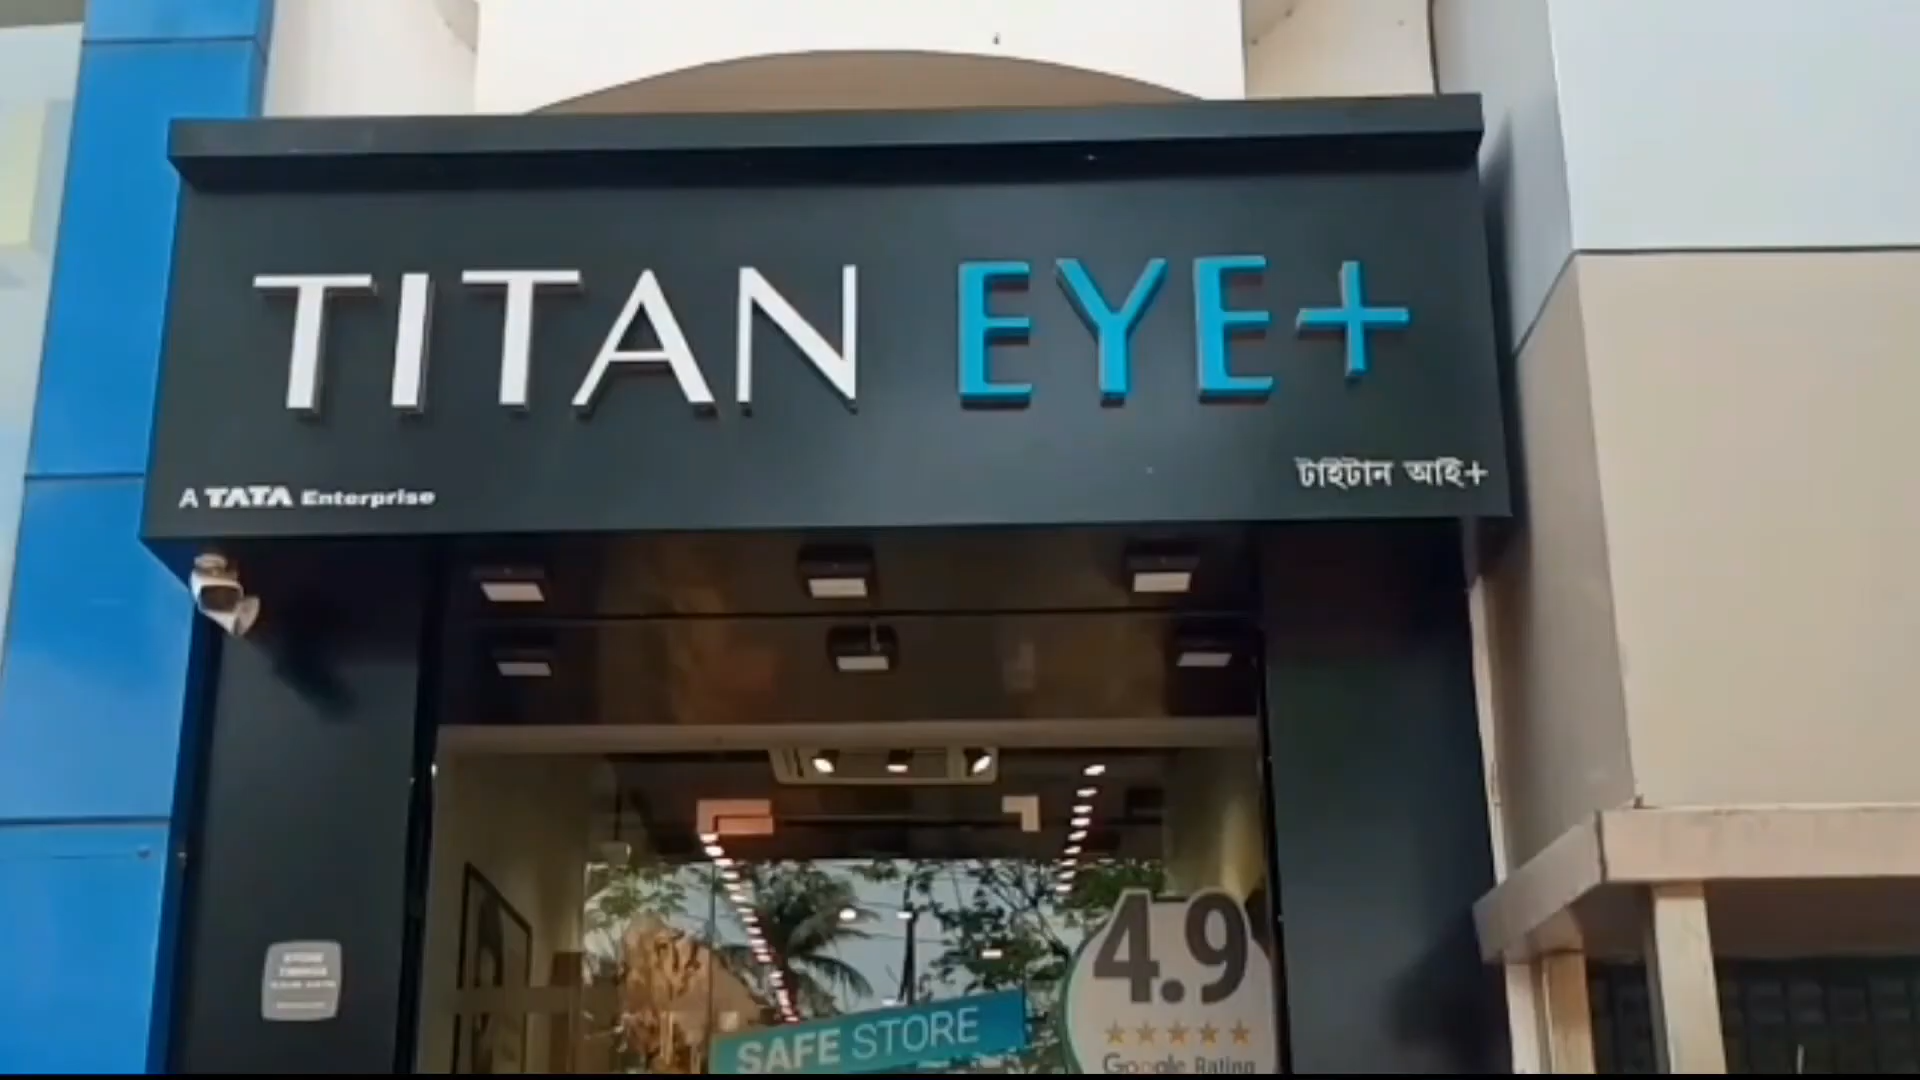 TITAN EYE+
A TATA Enterprise
টাইটান আই+
4.9
Google Rating
SAFE STORE